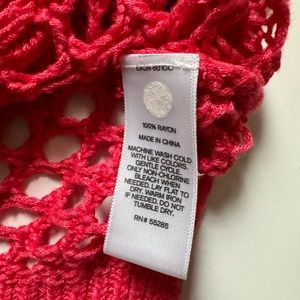 100% RAYON
MADE IN CHINA
MACHINE WASH COLD
WITH LIKE COLORS.
GENTLE CYCLE.
ONLY NON-CHLORINE
BLEACH WHEN
NEEDED. LAY FLAT TO
DRY. WARM IRON
IF NEEDED. DO NOT
TUMBLE DRY.
RN# 55285